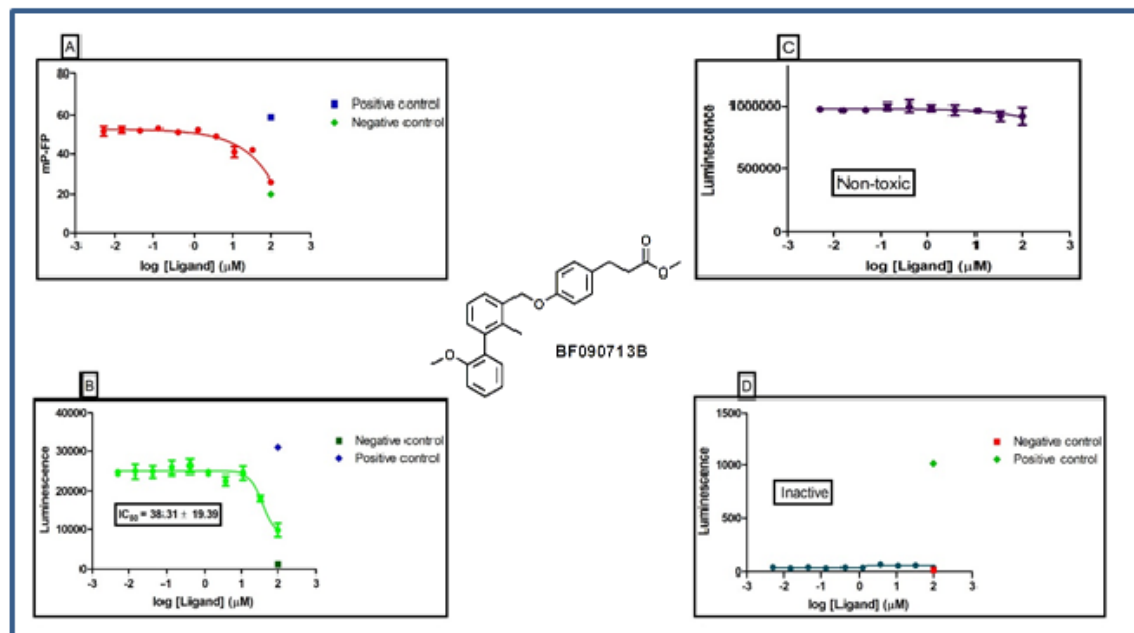 A
80
60
40
20
0
mP-FP
-3 -2 -1 0 1 2 3
log [Ligand] (μM)
Positive control
Negative control
C
1000000
500000
0
Luminescence
Non-toxic
-3 -2 -1 0 1 2 3
log [Ligand] (μM)
O
O
O
O
BF090713B
B
40000
30000
20000
10000
0
Luminescence
IC50 = 38.31 ± 19.39
-3 -2 -1 0 1 2 3
log [Ligand] (μM)
Negative control
Positive control
D
1500
1000
500
0
Luminescence
Inactive
-3 -2 -1 0 1 2 3
log [Ligand] (μM)
Negative control
Positive control